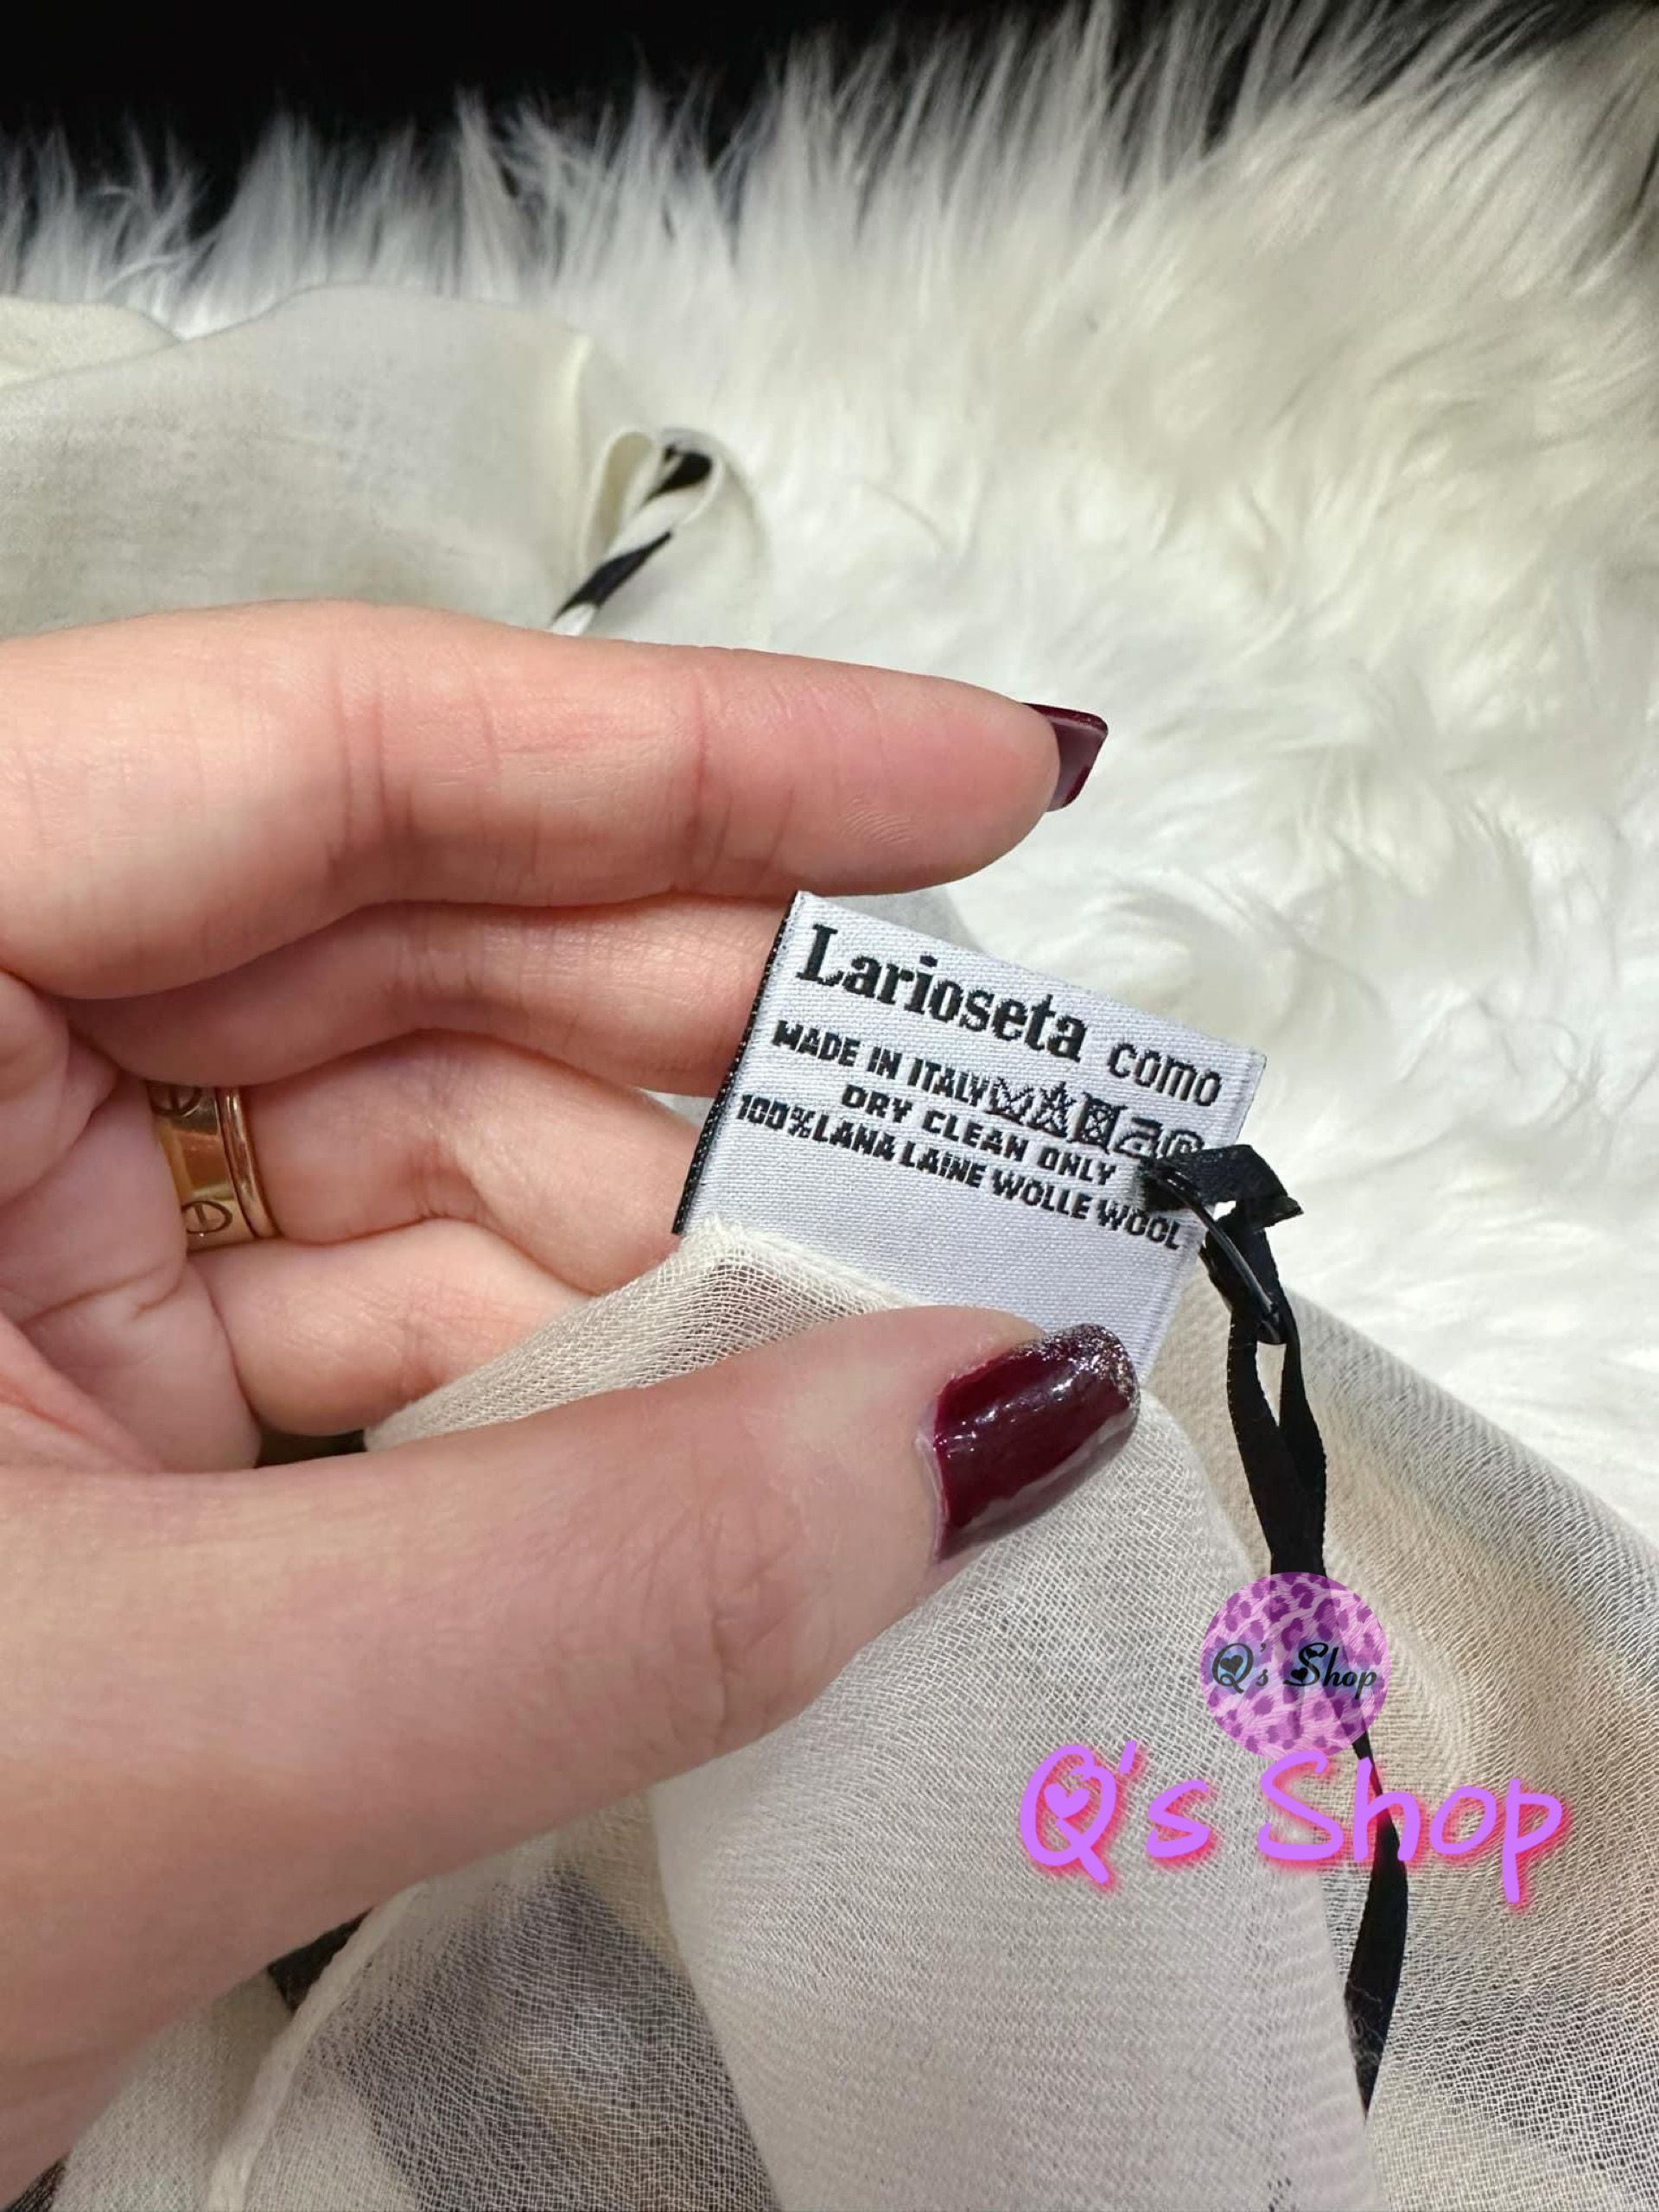 Larioseta como
MADE IN ITALY
DRY CLEAN ONLY
100%LANA LAINE WOLLE WOOL
Q's Shop
Q's Shop